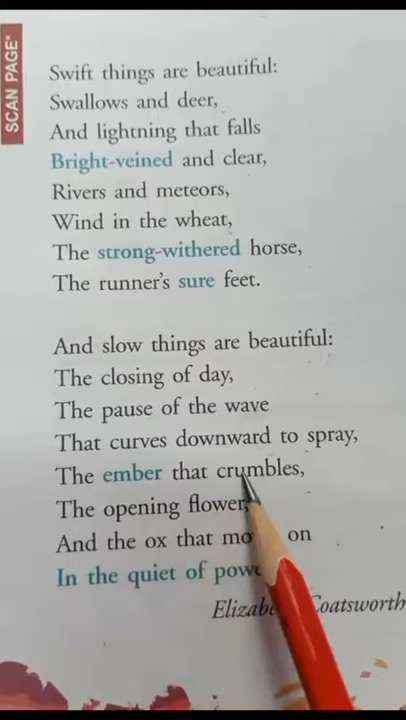 SCAN PAGE*
Swift things are beautiful:
Swallows and deer,
And lightning that falls
Bright-veined and clear,
Rivers and meteors,
Wind in the wheat,
The strong-withered horse,
The runner's sure feet.
And slow things are beautiful:
The closing of day,
The pause of the wave
That curves downward to spray,
The ember that crumbles,
The opening flower,
And the ox that mo on
In the quiet of powe
Elizabe Coatsworth